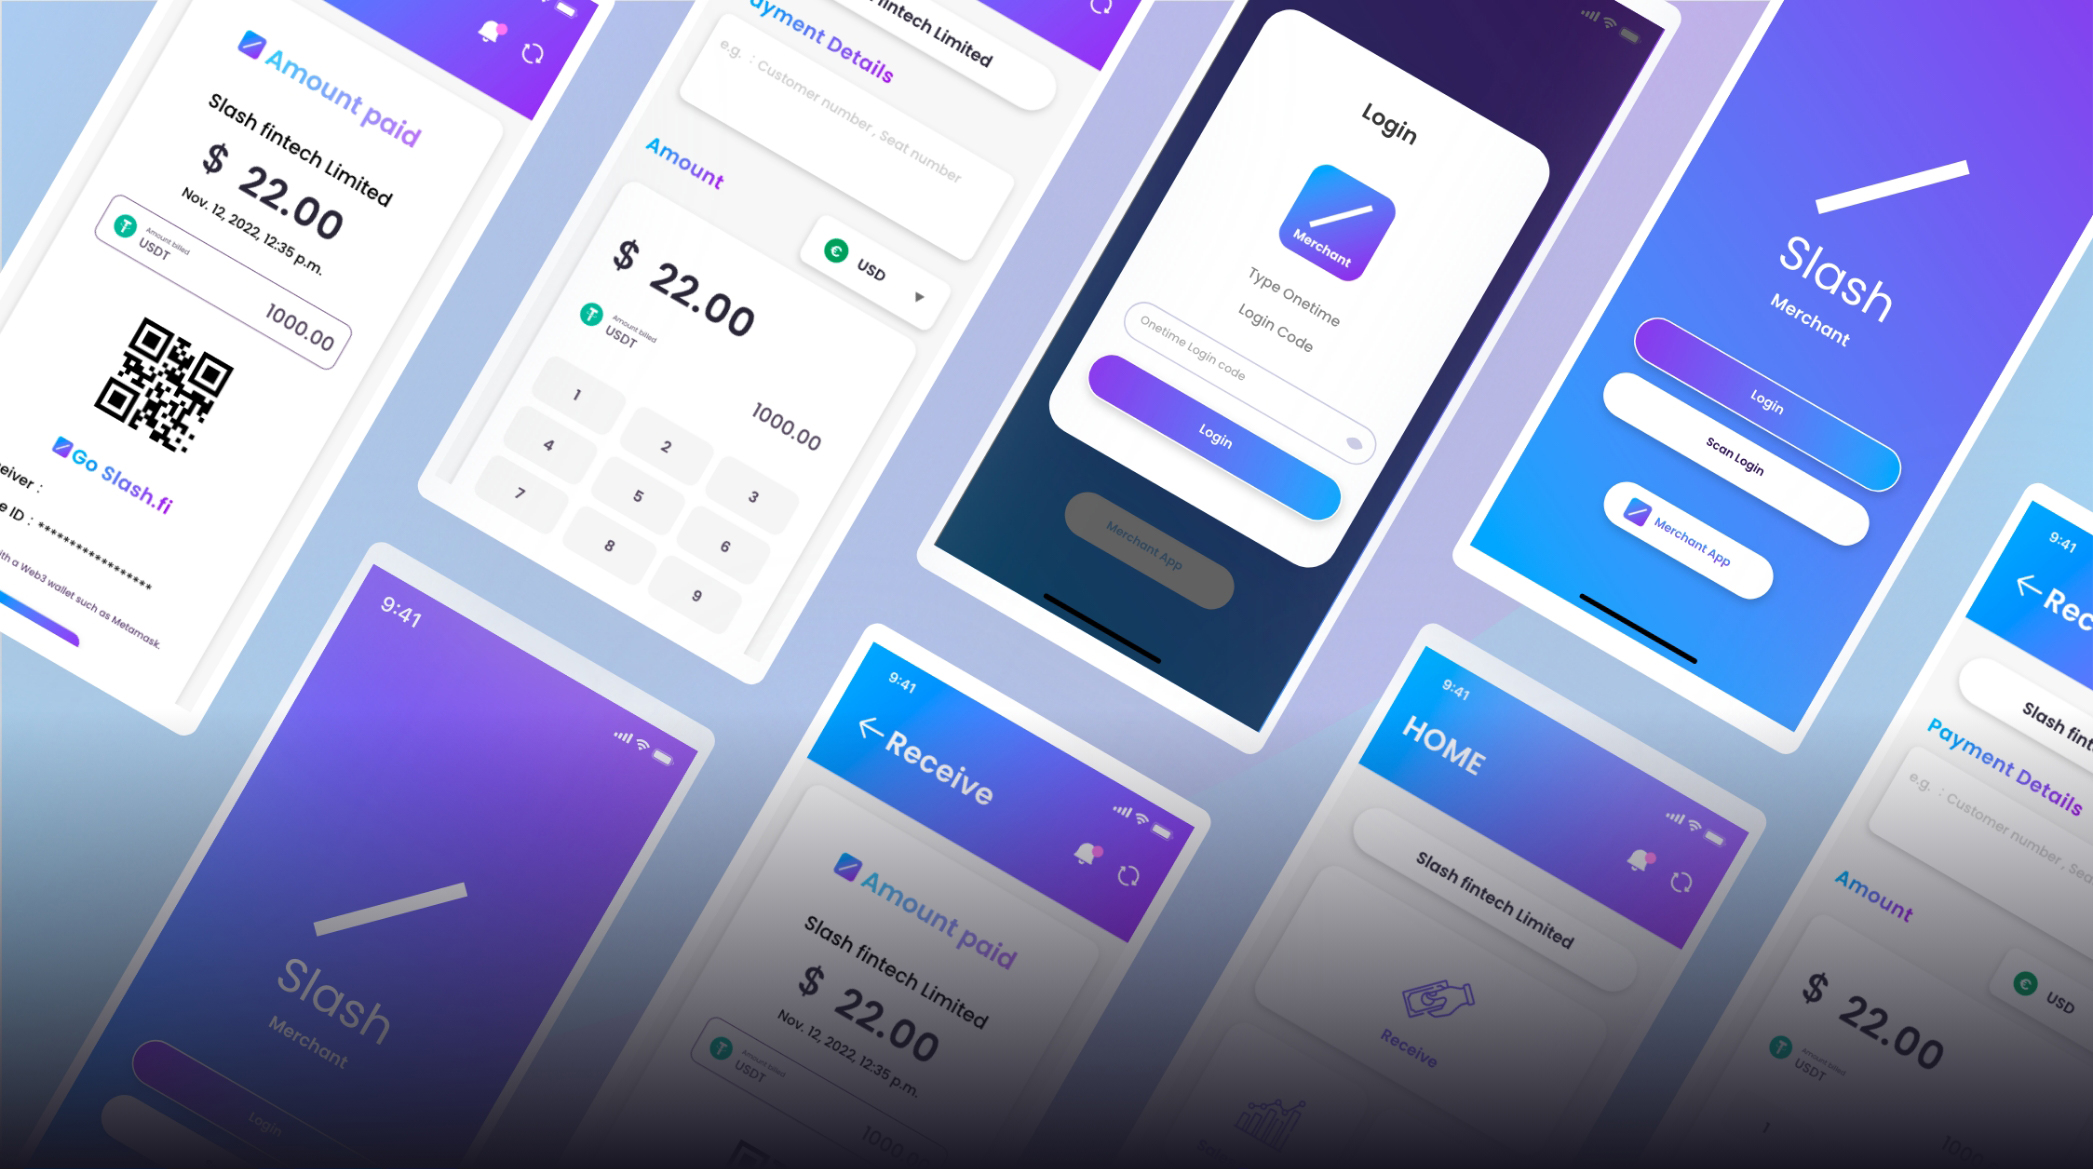 Amount paid
Slash fintech Limited
$ 22.00
Nov. 12, 2022, 12:35 p.m.
Amount billed
USDT
1000.00
Go Slash.fi
eiver :
e ID : ******************
ith a Web3 wallet such as Metamask.
fintech Limited
ayment Details
e.g. : Customer number , Seat number
Amount
$ 22.00
USD
Amount billed
USDT
1000.00
1
2
3
4
5
6
7
8
9
Login
Merchant
Type Onetime
Login Code
Onetime Login code
Login
Merchant App
Slash
Merchant
Login
Scan Login
Merchant App
9:41
Slash
Merchant
Login
9:41
Receive
Amount paid
Slash fintech Limited
$ 22.00
Nov. 12, 2022, 12:35 p.m.
Amount billed
USDT
1000.0
9:41
HOME
Slash fintech Limited
Receive
9:41
Rec
Slash fint
Payment Details
e.g. : Customer number , Sea
Amount
$ 22.00
USD
Amount billed
USDT
1
1000